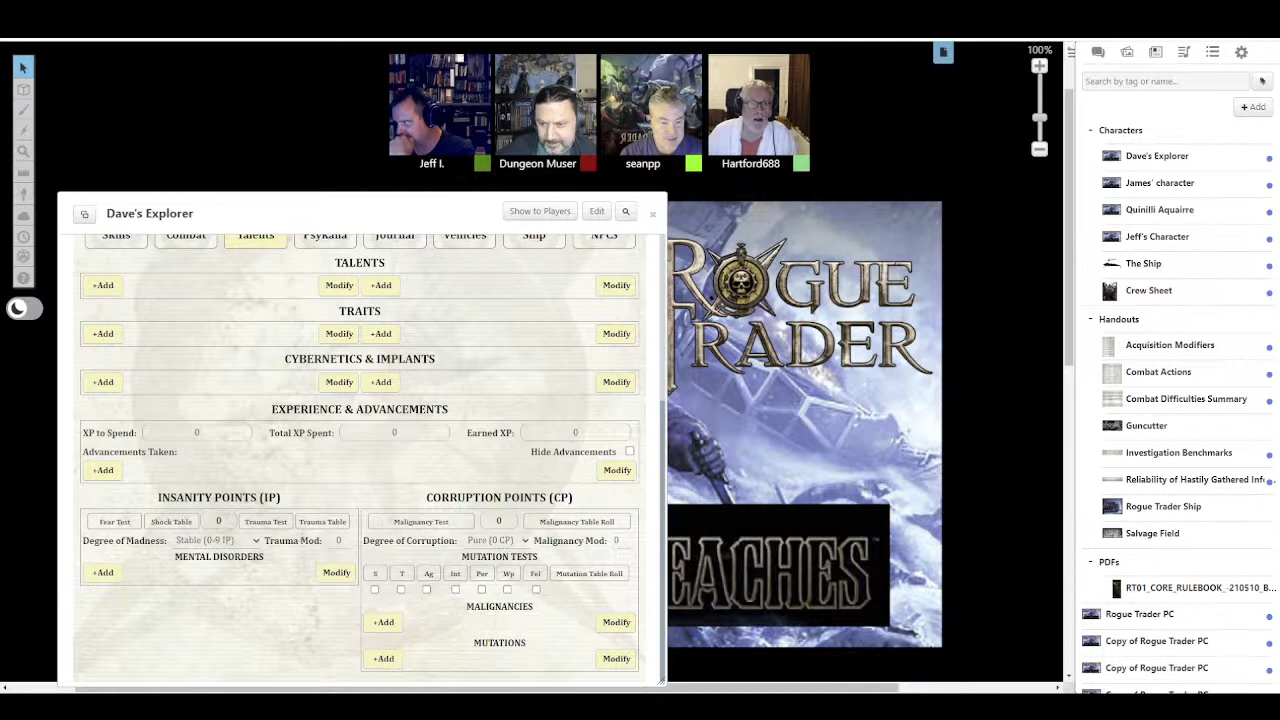 100%
Search by tag or name...
+ Add
Jeff I.
Dungeon Muser
seanpp
Hartford688
Characters
Dave's Explorer
James' character
Quinilli Aquairre
Jeff's Character
The Ship
Crew Sheet
Handouts
Acquisition Modifiers
Combat Actions
Combat Difficulties Summary
Guncutter
Investigation Benchmarks
Reliability of Hastily Gathered Inf
Rogue Trader Ship
Salvage Field
PDFs
RT01_CORE_RULEBOOK_-210510_B...
Rogue Trader PC
Copy of Rogue Trader PC
Copy of Rogue Trader PC
Dave's Explorer
Show to Players Edit
Skills Combat Talents Psykana Journal Vehicles Ship NPCs
TALENTS
+Add Modify +Add Modify
TRAITS
+Add Modify +Add Modify
CYBERNETICS & IMPLANTS
+Add Modify +Add Modify
EXPERIENCE & ADVANCEMENTS
XP to Spend: 0 Total XP Spent: 0 Earned XP: 0
Advancements Taken: Hide Advancements
+Add Modify
INSANITY POINTS (IP)
Fear Test Shock Table 0 Trauma Test Trauma Table
Degree of Madness: Stable (0-9 IP) Trauma Mod: 0
MENTAL DISORDERS
+Add Modify
CORRUPTION POINTS (CP)
Malignancy Test 0 Malignancy Table Roll
Degree of Corruption: Pure (0 CP) Malignancy Mod: 0
MUTATION TESTS
S T Ag Int Per Wp Fel Mutation Table Roll
MALIGNANCIES
+Add Modify
MUTATIONS
+Add Modify
ROGUE
TRADER
EACHES